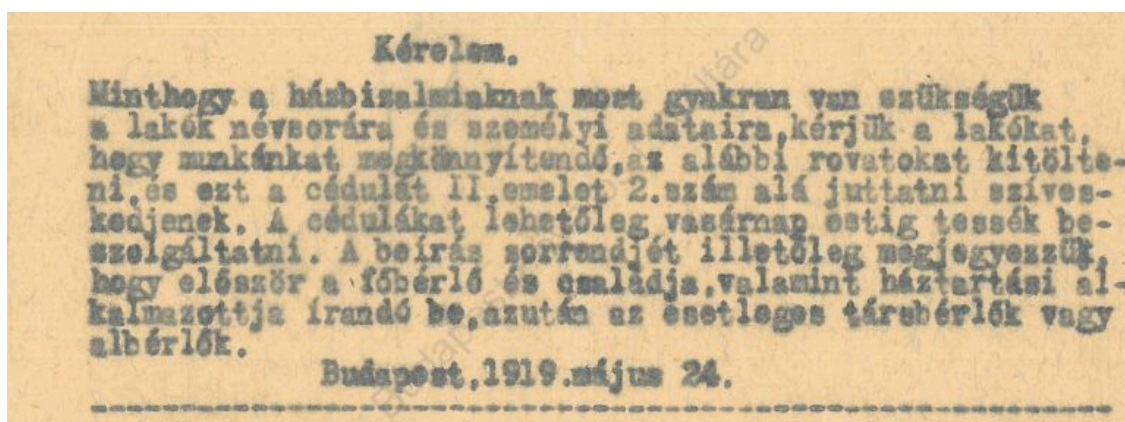 Kérelem.
Minthogy a házbizalmiaknak most gyakran van szükségük
a lakók névsorára és személyi adataira,kérjük a lakókat,
hogy munkánkat megkönnyítendő,az alábbi rovatokat kitölte-
ni,és ezt a cédulát II.emelet 2.szám alá juttatni szíves-
kedjenek. A cédulákat lehetőleg vasárnap estig tessék be-
szolgáltatni. A beírás sorrendjét illetőleg megjegyezzük,
hogy először a főbérlő és családja,valamint háztartási al-
kalmazottja írandó be,azután az esetleges társbérlők vagy
albérlők.
Budapest,1919.május 24.